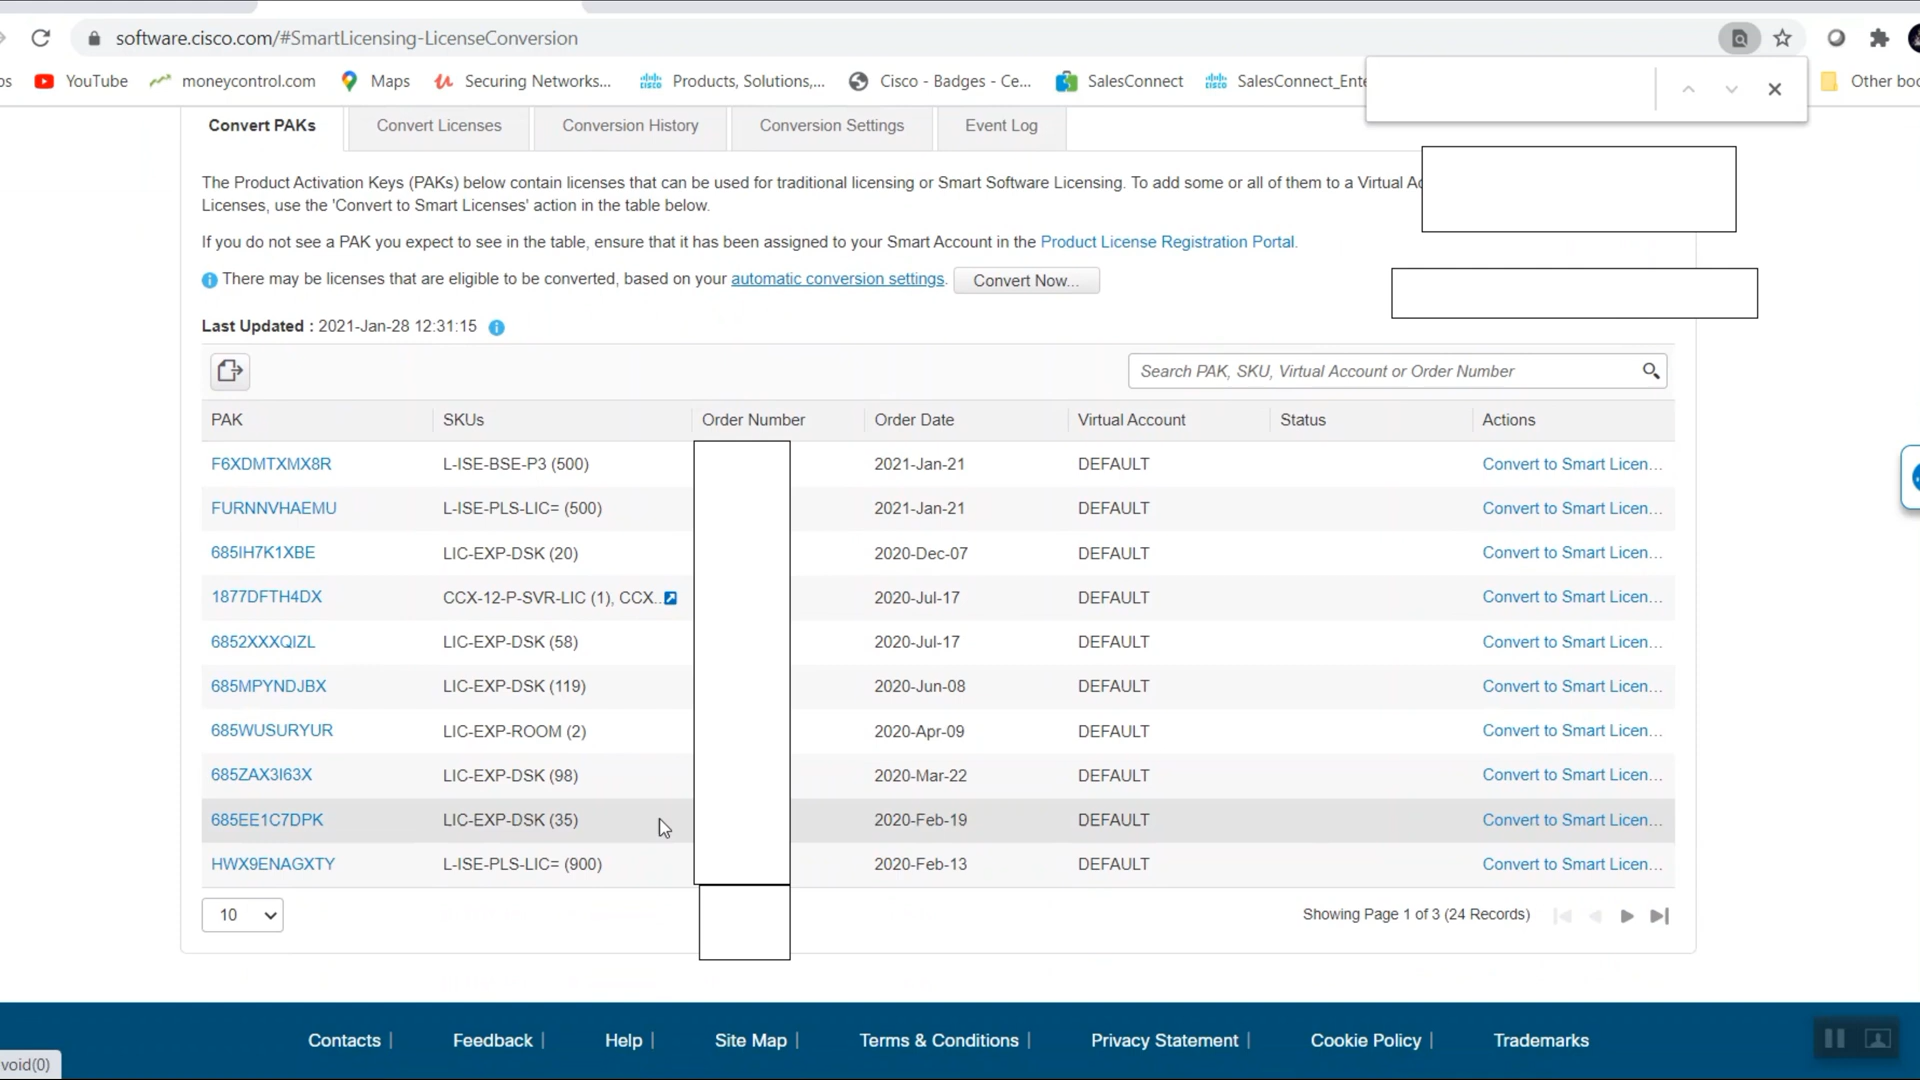 software.cisco.com/#SmartLicensing-LicenseConversion
YouTube moneycontrol.com Maps Securing Networks... Products, Solutions,... Cisco - Badges - Ce... SalesConnect SalesConnect_Ente
Convert PAKs Convert Licenses Conversion History Conversion Settings Event Log
The Product Activation Keys (PAKs) below contain licenses that can be used for traditional licensing or Smart Software Licensing. To add some or all of them to a Virtual Ac
Licenses, use the 'Convert to Smart Licenses' action in the table below.
If you do not see a PAK you expect to see in the table, ensure that it has been assigned to your Smart Account in the Product License Registration Portal.
There may be licenses that are eligible to be converted, based on your automatic conversion settings. Convert Now...
Last Updated : 2021-Jan-28 12:31:15
Search PAK, SKU, Virtual Account or Order Number
PAK SKUs Order Number Order Date Virtual Account Status Actions
F6XDMTXMX8R L-ISE-BSE-P3 (500) 2021-Jan-21 DEFAULT Convert to Smart Licen...
FURNNVHAEMU L-ISE-PLS-LIC= (500) 2021-Jan-21 DEFAULT Convert to Smart Licen...
685IH7K1XBE LIC-EXP-DSK (20) 2020-Dec-07 DEFAULT Convert to Smart Licen...
1877DFTH4DX CCX-12-P-SVR-LIC (1), CCX... 2020-Jul-17 DEFAULT Convert to Smart Licen...
6852XXXQIZL LIC-EXP-DSK (58) 2020-Jul-17 DEFAULT Convert to Smart Licen...
685MPYNDJBX LIC-EXP-DSK (119) 2020-Jun-08 DEFAULT Convert to Smart Licen...
685WUSURYUR LIC-EXP-ROOM (2) 2020-Apr-09 DEFAULT Convert to Smart Licen...
685ZAX3I63X LIC-EXP-DSK (98) 2020-Mar-22 DEFAULT Convert to Smart Licen...
685EE1C7DPK LIC-EXP-DSK (35) 2020-Feb-19 DEFAULT Convert to Smart Licen...
HWX9ENAGXTY L-ISE-PLS-LIC= (900) 2020-Feb-13 DEFAULT Convert to Smart Licen...
10 Showing Page 1 of 3 (24 Records)
Contacts | Feedback | Help | Site Map | Terms & Conditions | Privacy Statement | Cookie Policy | Trademarks
void(0)